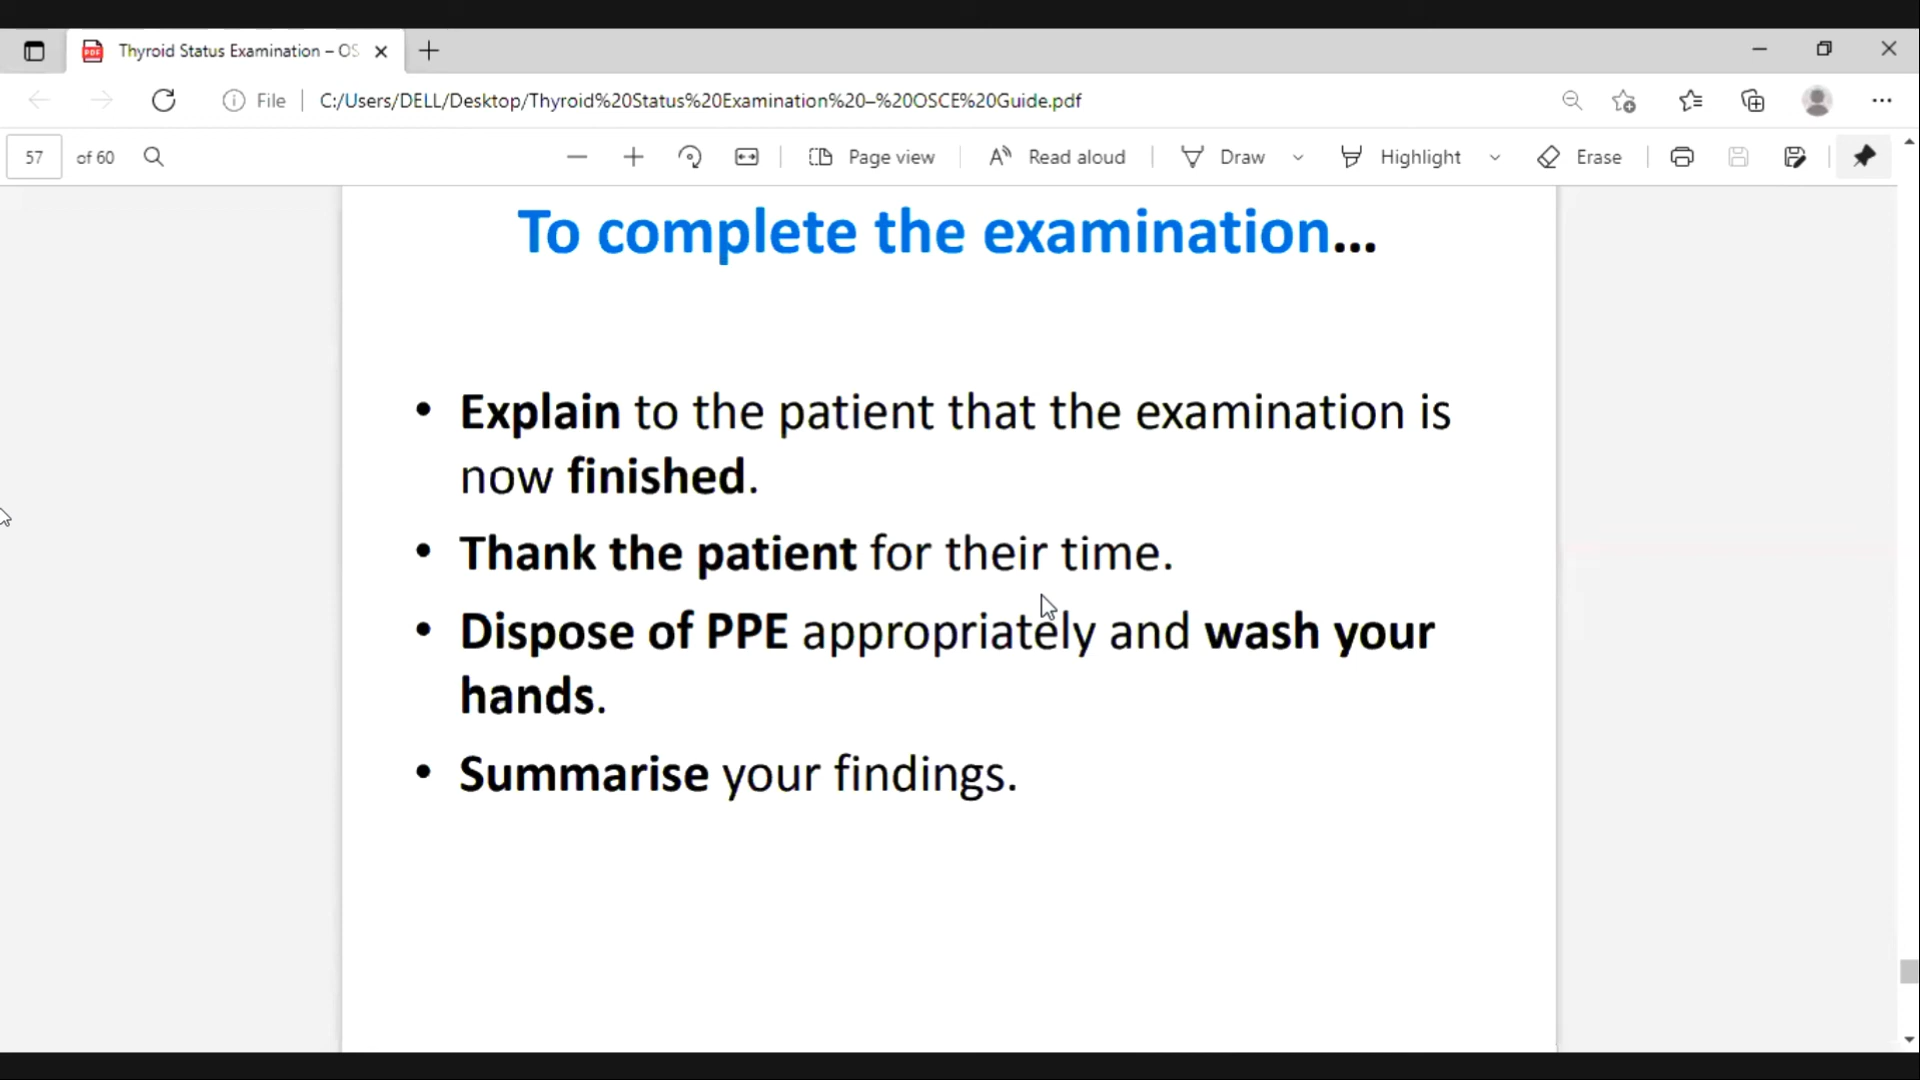 Thyroid Status Examination – OS
File
C:/Users/DELL/Desktop/Thyroid%20Status%20Examination%20–%20OSCE%20Guide.pdf
57 of 60
Page view
Read aloud
Draw
Highlight
Erase
To complete the examination...
• Explain to the patient that the examination is
now finished.
• Thank the patient for their time.
• Dispose of PPE appropriately and wash your
hands.
• Summarise your findings.